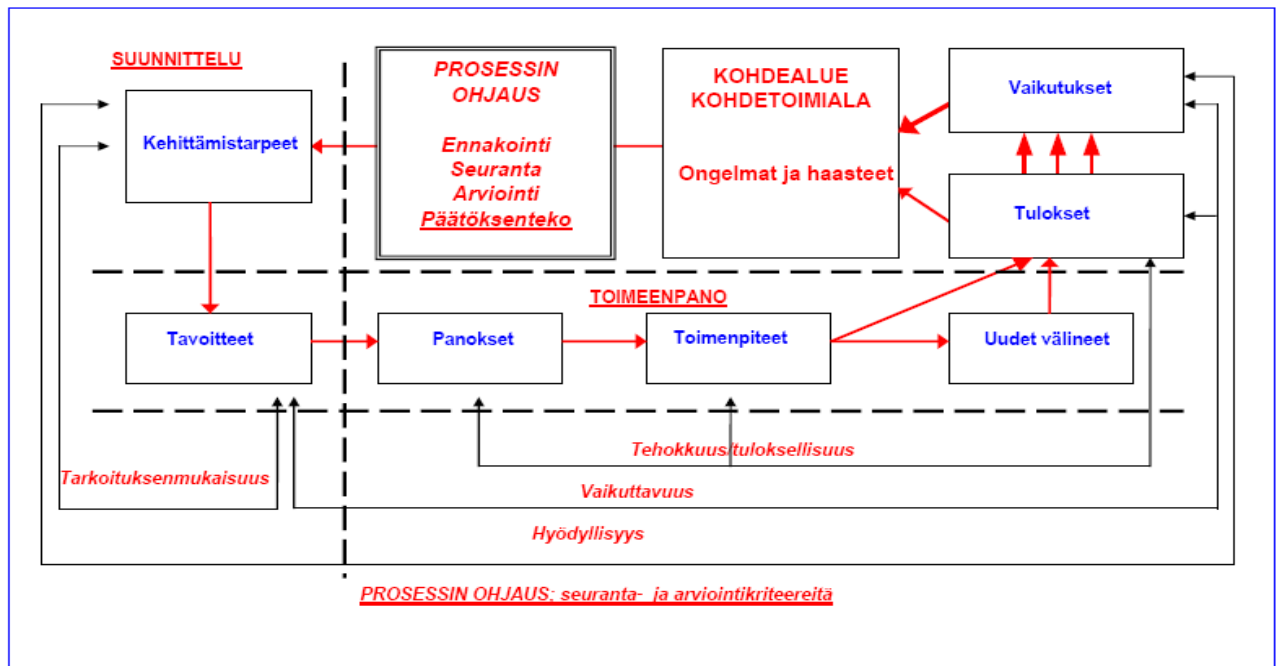 SUUNNITTELU
Kehittämistarpeet
PROSESSIN
OHJAUS
Ennakointi
Seuranta
Arviointi
Päätöksenteko
KOHDEALUE
KOHDETOIMIALA
Ongelmat ja haasteet
Vaikutukset
Tulokset
TOIMEENPANO
Tavoitteet
Panokset
Toimenpiteet
Uudet välineet
Tehokkuus/tuloksellisuus
Tarkoituksenmukaisuus
Vaikuttavuus
Hyödyllisyys
PROSESSIN OHJAUS: seuranta- ja arviointikriteereitä